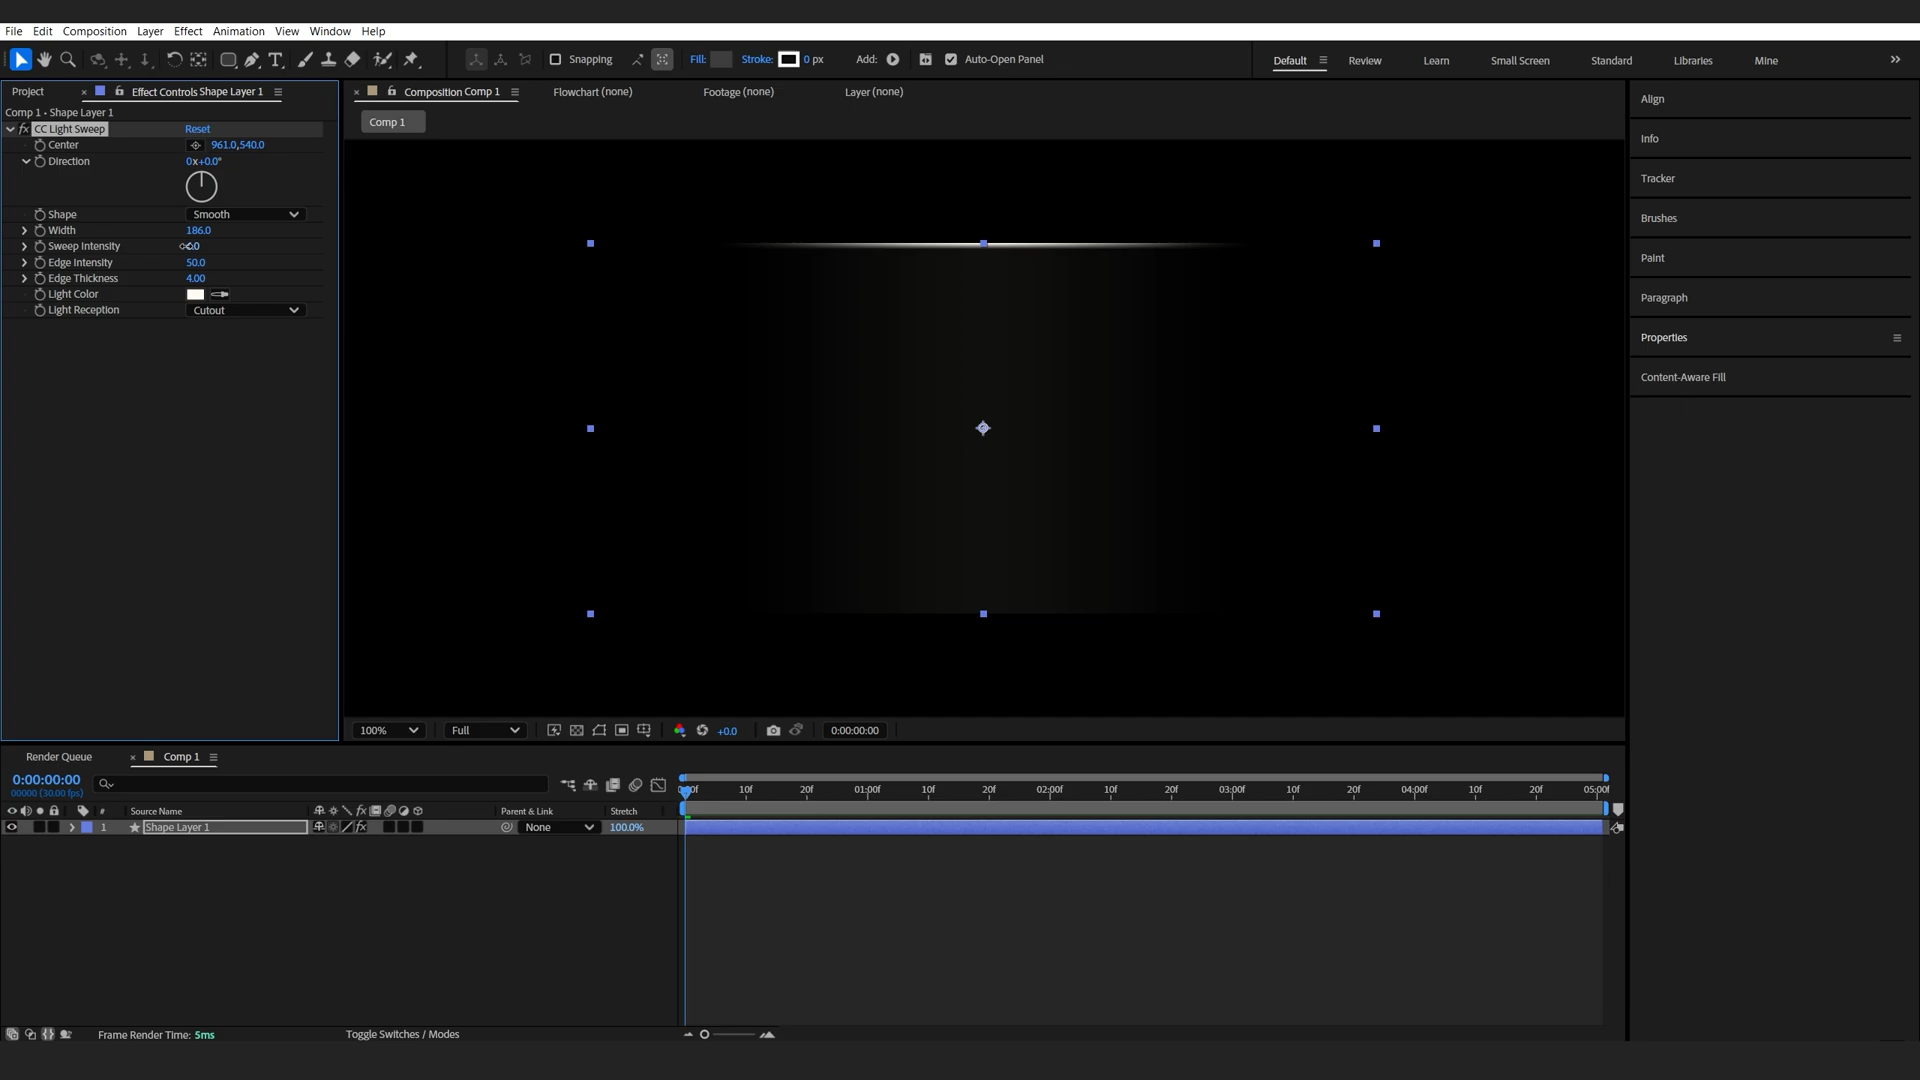 File Edit Composition Layer Effect Animation View Window Help
Snapping Fill: Stroke: 0 px Add: Auto-Open Panel Default Review Learn Small Screen Standard Libraries Mine
Project Effect Controls Shape Layer 1 Composition Comp 1 Flowchart (none) Footage (none) Layer (none)
Comp 1 • Shape Layer 1
Comp 1
fx CC Light Sweep Reset
Center 961.0,540.0
Direction 0x+0.0°
Shape Smooth
Width 186.0
Sweep Intensity
Edge Intensity 50.0
Edge Thickness 4.00
Light Color
Light Reception Cutout
Align
Info
Tracker
Brushes
Paint
Paragraph
Properties
Content-Aware Fill
100% Full +0.0 0:00:00:00
Render Queue Comp 1
0:00:00:00
00000 (30.00 fps)
10f 20f 01:00f 10f 20f 02:00f 10f 20f 03:00f 10f 20f 04:00f 10f 20f 05:00f
# Source Name fx Parent & Link Stretch
1 Shape Layer 1 fx None 100.0%
Frame Render Time: 5ms Toggle Switches / Modes